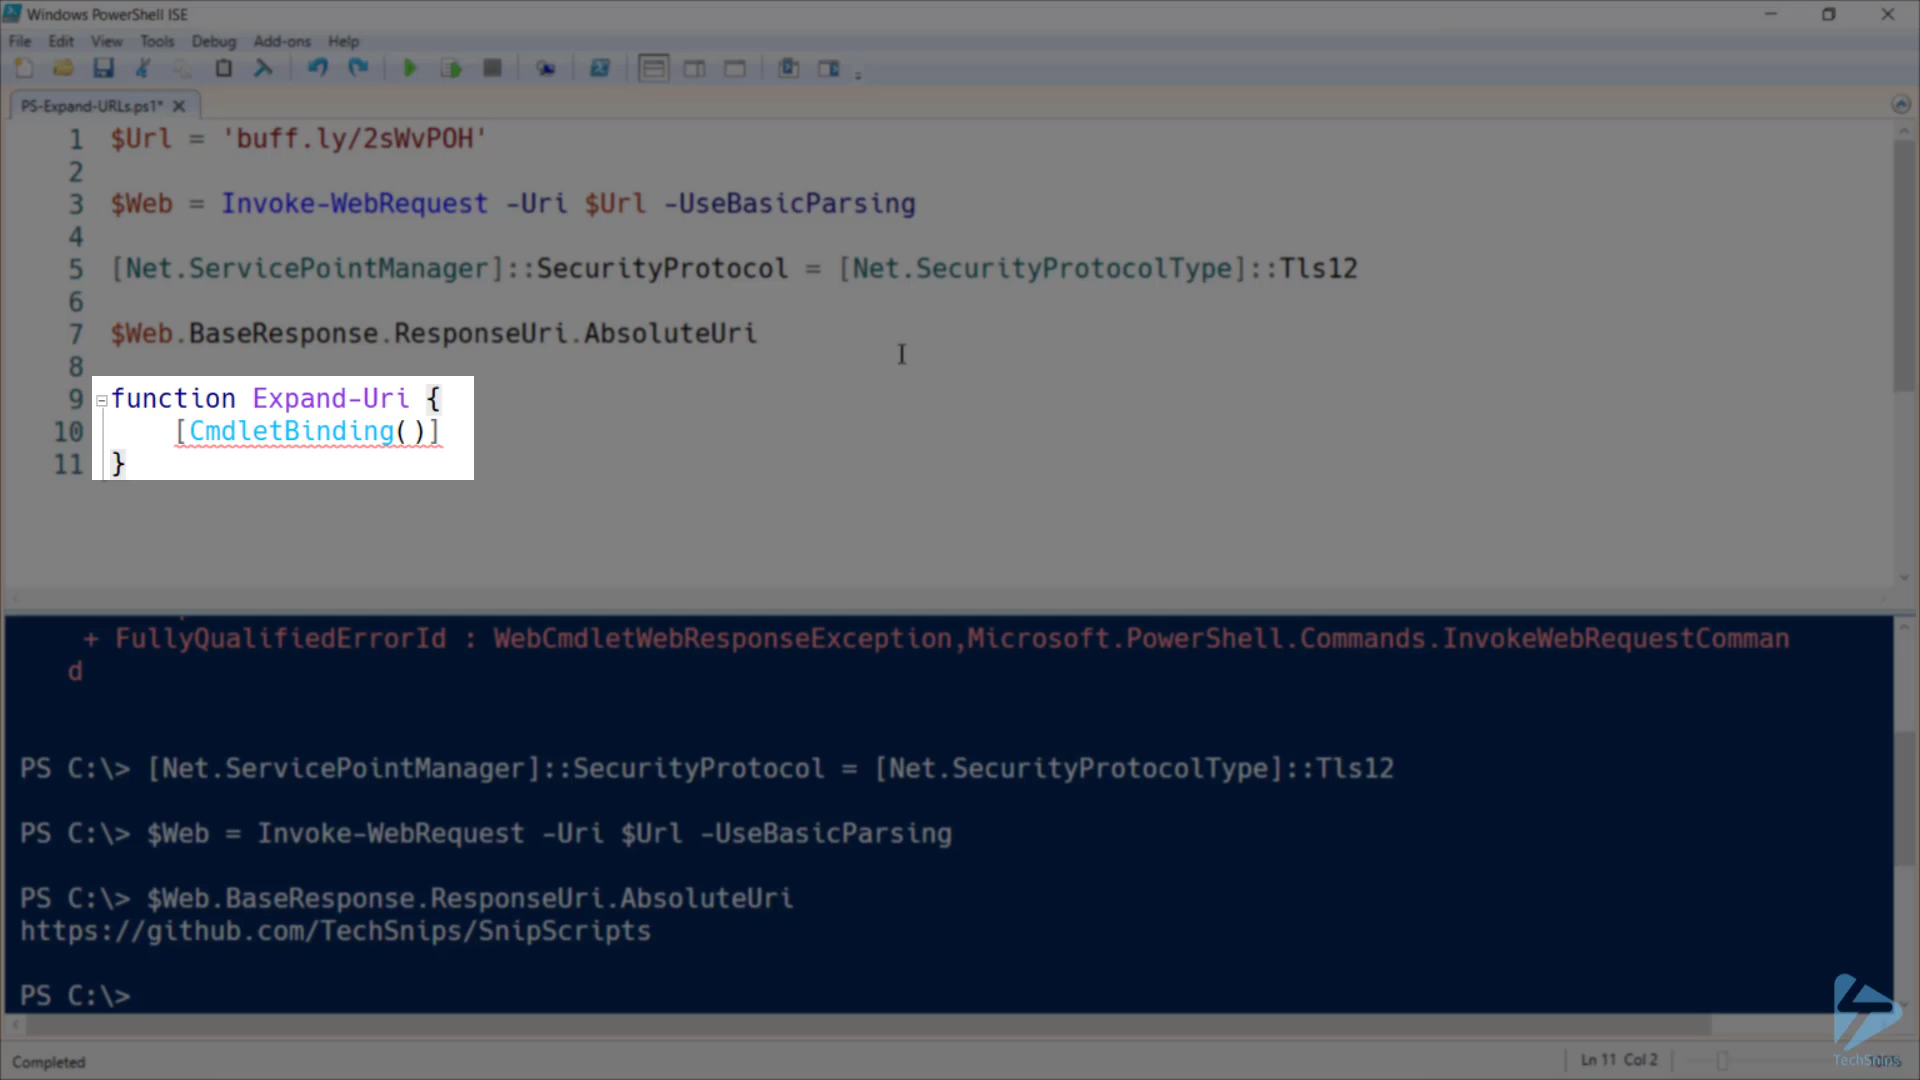 Windows PowerShell ISE
File Edit View Tools Debug Add-ons Help
PS-Expand-URLs.ps1*
1 $Url = 'buff.ly/2sWvPOH'
2
3 $Web = Invoke-WebRequest -Uri $Url -UseBasicParsing
4
5 [Net.ServicePointManager]::SecurityProtocol = [Net.SecurityProtocolType]::Tls12
6
7 $Web.BaseResponse.ResponseUri.AbsoluteUri
8
9 function Expand-Uri {
10 [CmdletBinding()]
11 }
+ FullyQualifiedErrorId : WebCmdletWebResponseException,Microsoft.PowerShell.Commands.InvokeWebRequestComman
d
PS C:\> [Net.ServicePointManager]::SecurityProtocol = [Net.SecurityProtocolType]::Tls12
PS C:\> $Web = Invoke-WebRequest -Uri $Url -UseBasicParsing
PS C:\> $Web.BaseResponse.ResponseUri.AbsoluteUri
https://github.com/TechSnips/SnipScripts
PS C:\>
Completed
Ln 11 Col 2
TechSnips